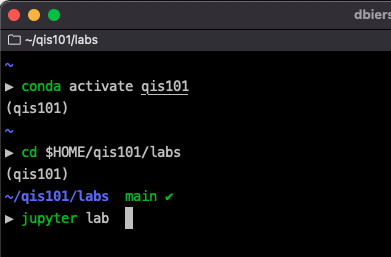 dbiers
~/qis101/labs
~
▶ conda activate qis101
(qis101)
~
▶ cd $HOME/qis101/labs
(qis101)
~/qis101/labs main ✔
▶ jupyter lab